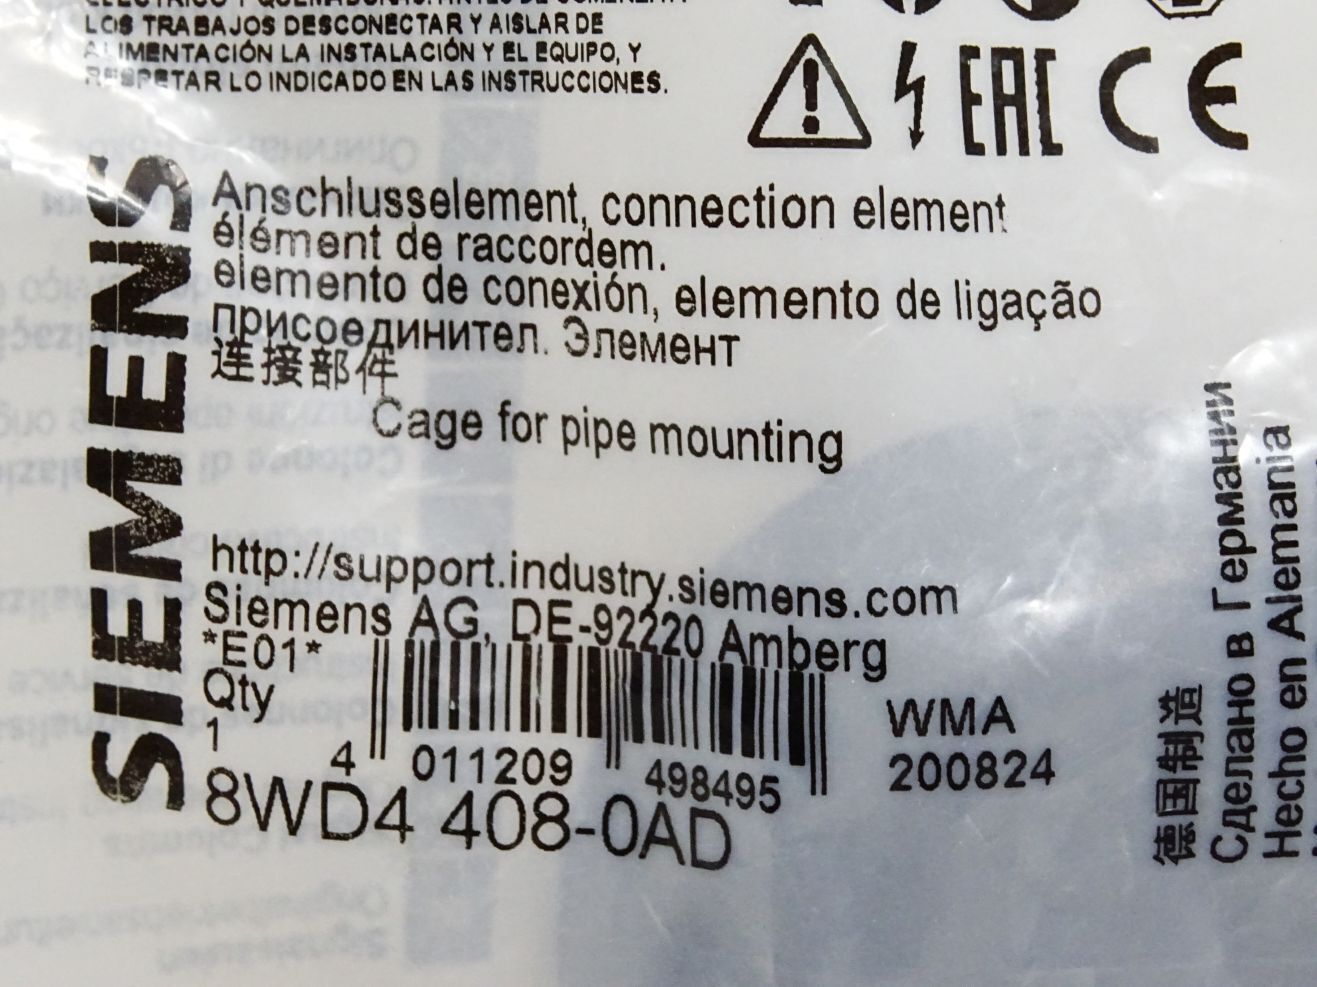 LOS TRABAJOS DESCONECTAR Y AISLAR DE
ALIMENTACIÓN LA INSTALACIÓN Y EL EQUIPO, Y
RESPETAR LO INDICADO EN LAS INSTRUCCIONES.
EAC CE
SIEMENS
Anschlusselement, connection element
élément de raccordem.
elemento de conexión, elemento de ligação
присоединител. Элемент
连接部件
Cage for pipe mounting
http://support.industry.siemens.com
Siemens AG, DE-92220 Amberg
*E01*
Qty
1
4 011209 498495
WMA
200824
8WD4 408-0AD
德国制造
Сделано в Германии
Hecho en Alemania